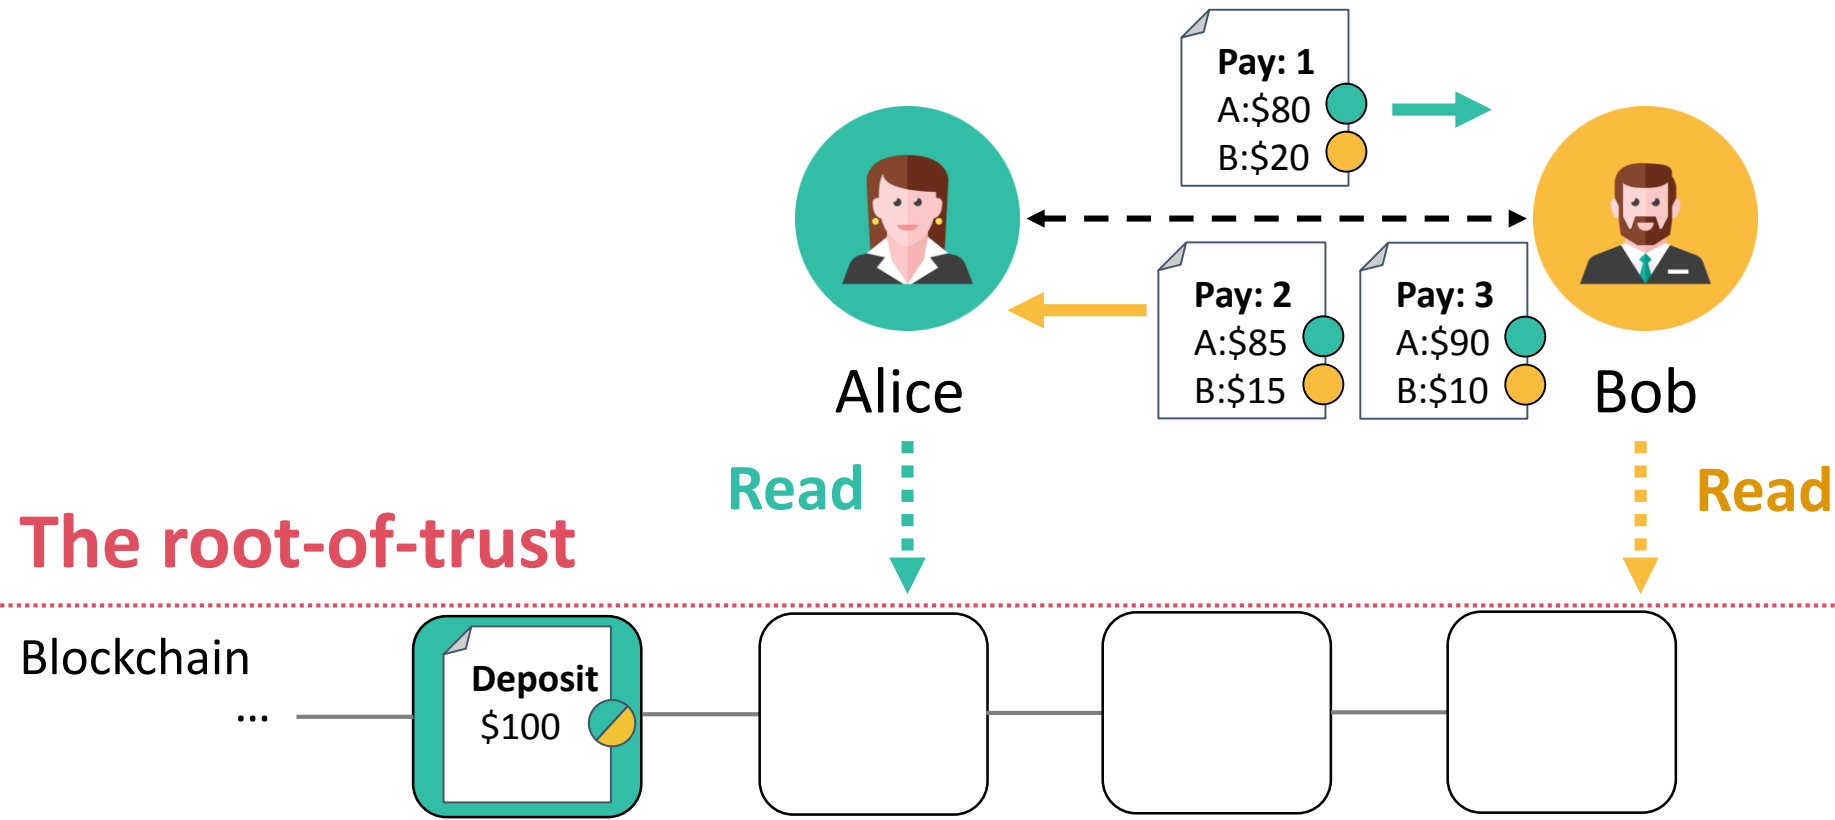 Pay: 1
A:$80
B:$20
Pay: 2
A:$85
B:$15
Pay: 3
A:$90
B:$10
Alice
Bob
Read
Read
The root-of-trust
Blockchain
...
Deposit
$100